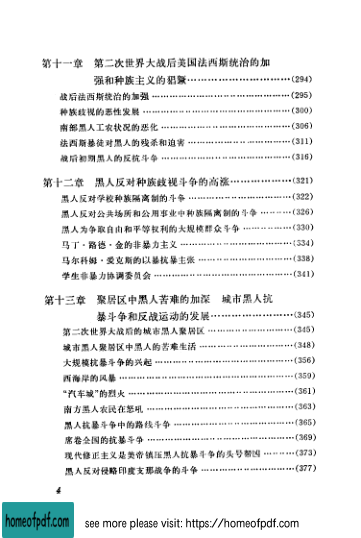 第十一章 第二次世界大战后美国法西斯统治的加
强和种族主义的猖獗……………………………(294)
战后法西斯统治的加强……………………………(295)
种族歧视的恶性发展……………………………(300)
南部黑人工农状况的恶化……………………………(306)
法西斯暴徒对黑人的残杀和迫害……………………(311)
战后初期黑人的反抗斗争……………………………(316)
第十二章 黑人反对种族歧视斗争的高涨………………(321)
黑人反对学校种族隔离制的斗争……………………(322)
黑人反对公共场所和公用事业中种族隔离制的斗争………(326)
黑人为争取自由和平等权利的大规模群众斗争…………(330)
马丁·路德·金的非暴力主义……………………………(334)
马尔科姆·爱克斯的以暴抗暴主张……………………(338)
学生非暴力协调委员会……………………………(341)
第十三章 聚居区中黑人苦难的加深 城市黑人抗
暴斗争和反战运动的发展……………………(345)
第二次世界大战后的城市黑人聚居区…………………(345)
城市黑人聚居区中黑人的苦难生活……………………(348)
大规模抗暴斗争的兴起……………………………(356)
西海岸的风暴……………………………(359)
“汽车城”的烈火……………………………(361)
南方黑人农民在怒吼……………………………(363)
黑人抗暴斗争中的路线斗争……………………………(365)
席卷全国的抗暴斗争……………………………(369)
现代修正主义是美帝镇压黑人抗暴斗争的头号帮凶………(373)
黑人反对侵略印度支那战争的斗争……………………(377)
4
homeofpdf.com
see more please visit: https://homeofpdf.com